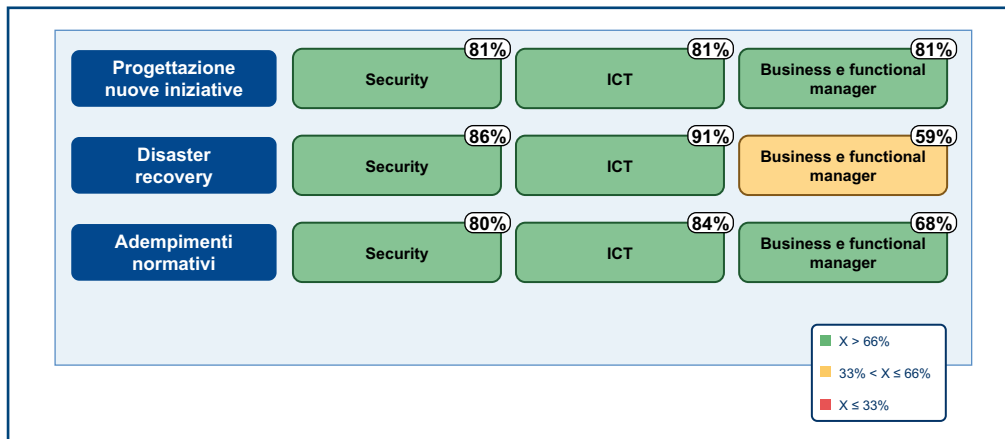 Progettazione
nuove iniziative
81%
Security
81%
ICT
81%
Business e functional
manager
Disaster
recovery
86%
Security
91%
ICT
59%
Business e functional
manager
Adempimenti
normativi
80%
Security
84%
ICT
68%
Business e functional
manager
X > 66%
33% < X ≤ 66%
X ≤ 33%